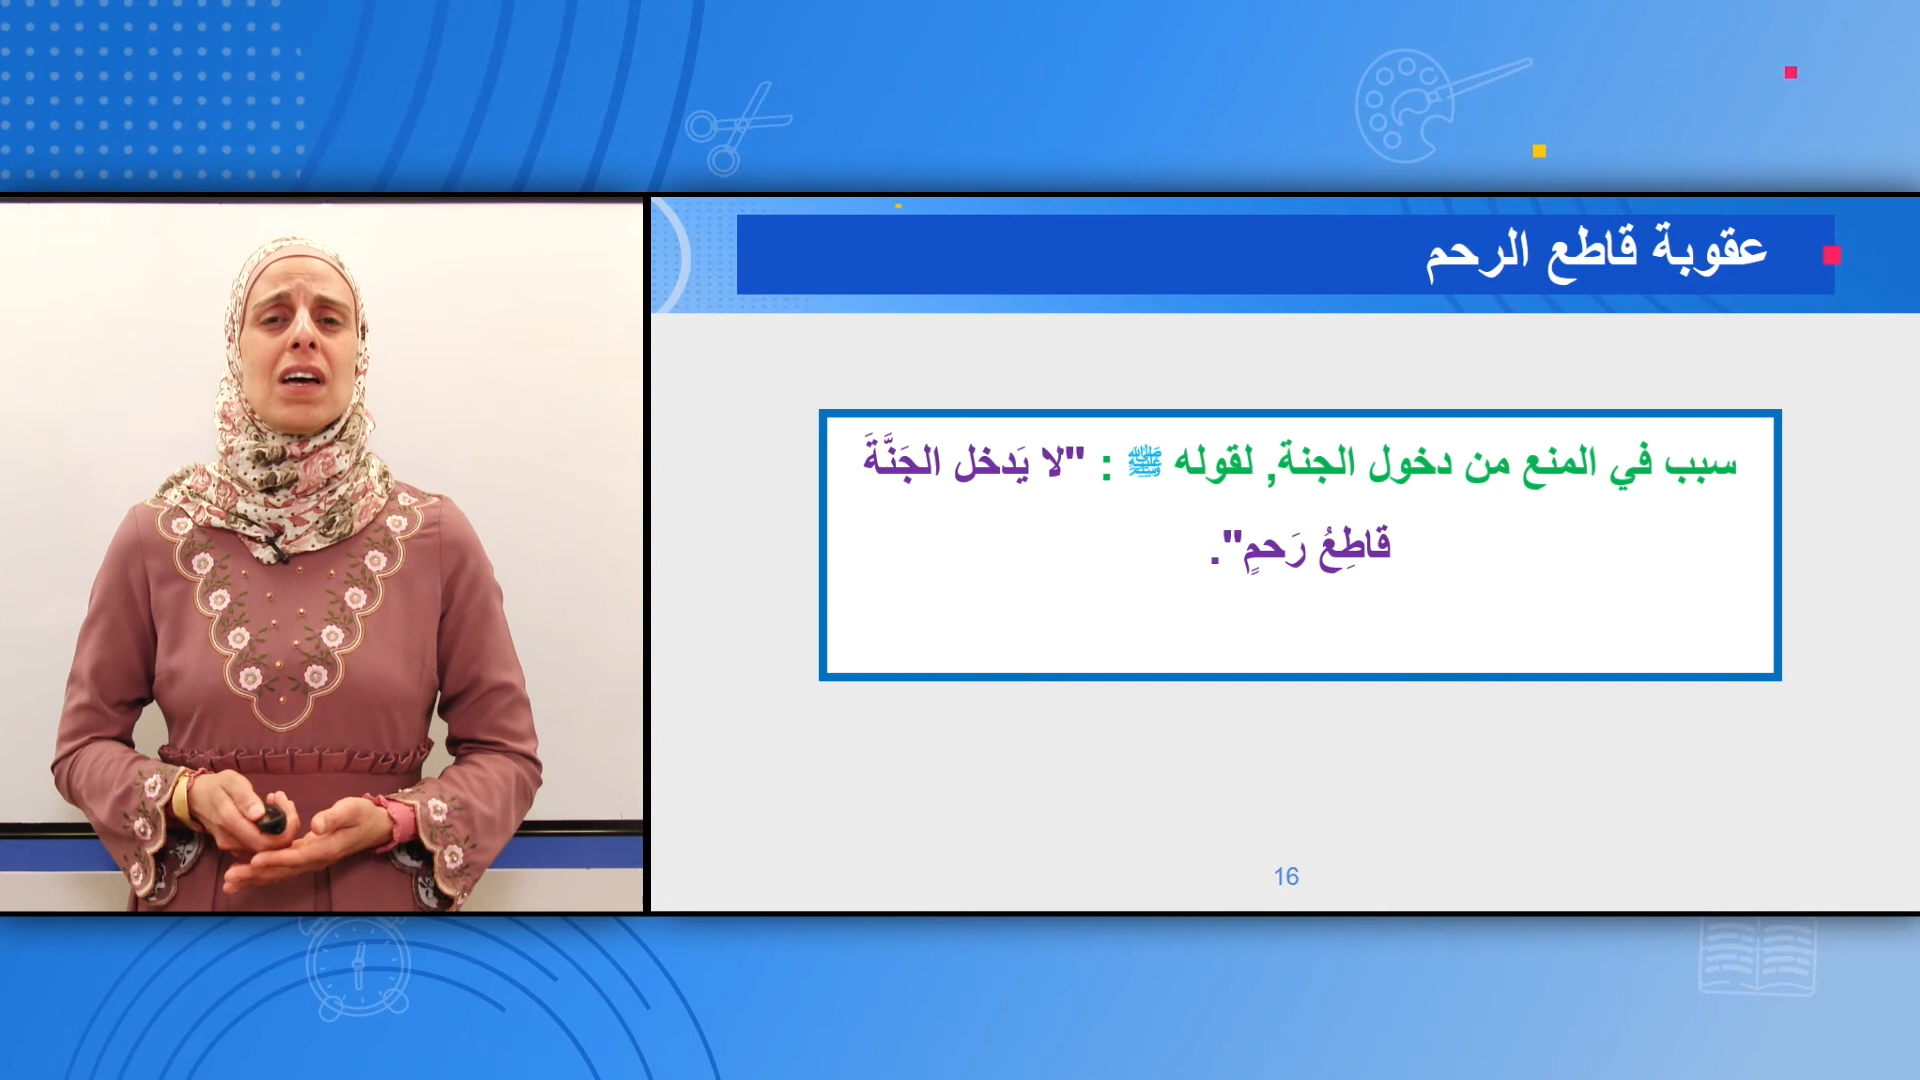 عقوبة قاطع الرحم
سبب في المنع من دخول الجنة, لقوله ﷺ : "لا يَدخل الجَنَّةَ
قاطِعُ رَحمٍ".
16